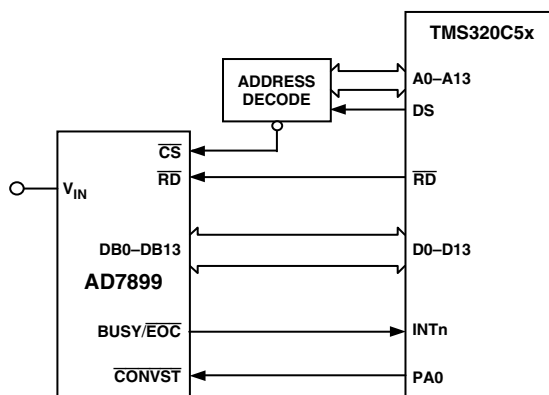 TMS320C5x
ADDRESS
DECODE
A0–A13
DS
CS
RD
RD
VIN
DB0–DB13
D0–D13
AD7899
BUSY/EOC
INTn
CONVST
PA0